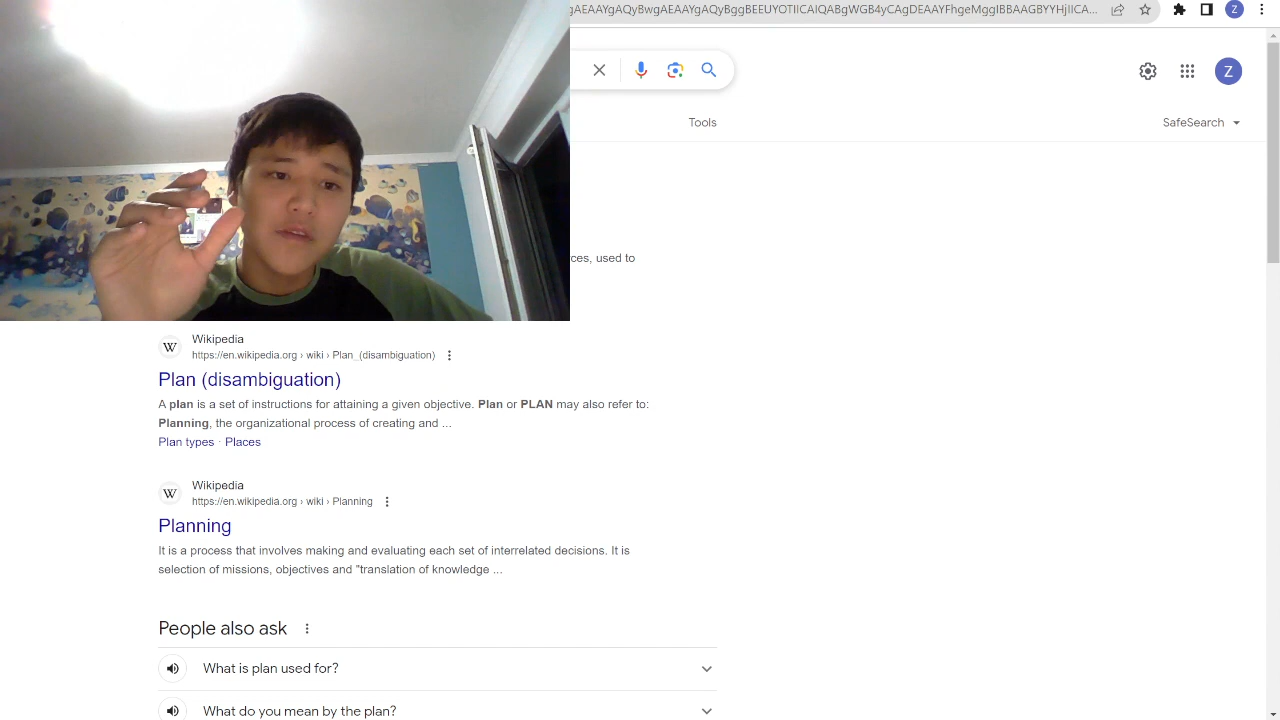 gAEAAYgAQyBwgAEAAYgAQyBggBEEUYOTIICAIQABgWGB4yCAgDEAAYFhgeMggIBBAAGBYYHjIICA...
Tools
SafeSearch
Z
Z
ces, used to
Wikipedia
https://en.wikipedia.org › wiki › Plan_(disambiguation)
Plan (disambiguation)
A plan is a set of instructions for attaining a given objective. Plan or PLAN may also refer to:
Planning, the organizational process of creating and ...
Plan types · Places
Wikipedia
https://en.wikipedia.org › wiki › Planning
Planning
It is a process that involves making and evaluating each set of interrelated decisions. It is
selection of missions, objectives and "translation of knowledge ...
People also ask
What is plan used for?
What do you mean by the plan?